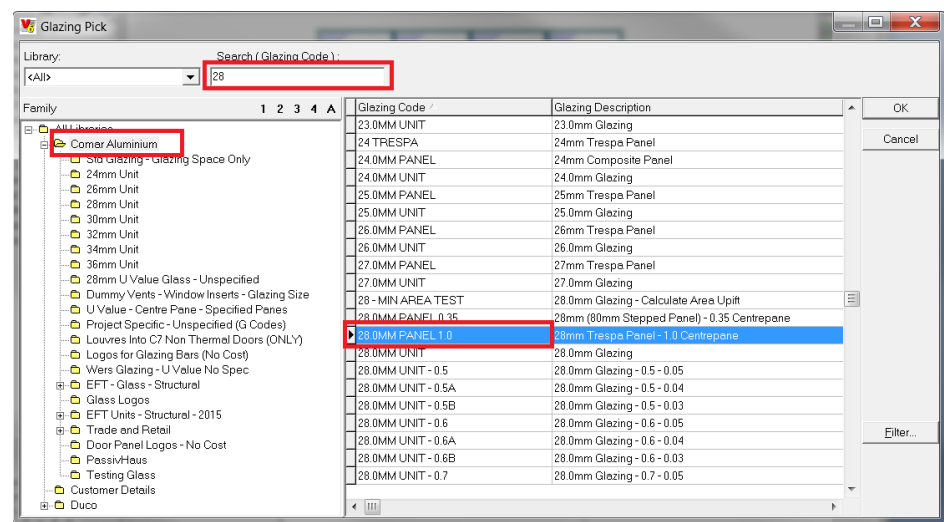 Glazing Pick
Library: Search ( Glazing Code ) :
<All> 28
Family 1 2 3 4 A
All Libraries
Comar Aluminium
Std Glazing - Glazing Space Only
24mm Unit
26mm Unit
28mm Unit
30mm Unit
32mm Unit
34mm Unit
36mm Unit
28mm U Value Glass - Unspecified
Dummy Vents - Window Inserts - Glazing Size
U Value - Centre Pane - Specified Panes
Project Specific - Unspecified (G Codes)
Louvres Into C7 Non Thermal Doors (ONLY)
Logos for Glazing Bars (No Cost)
Wers Glazing - U Value No Spec
EFT - Glass - Structural
Glass Logos
EFT Units - Structural - 2015
Trade and Retail
Door Panel Logos - No Cost
PassivHaus
Testing Glass
Customer Details
Duco
Glazing Code Glazing Description
23.0MM UNIT 23.0mm Glazing
24 TRESPA 24mm Trespa Panel
24.0MM PANEL 24mm Composite Panel
24.0MM UNIT 24.0mm Glazing
25.0MM PANEL 25mm Trespa Panel
25.0MM UNIT 25.0mm Glazing
26.0MM PANEL 26mm Trespa Panel
26.0MM UNIT 26.0mm Glazing
27.0MM PANEL 27mm Trespa Panel
27.0MM UNIT 27.0mm Glazing
28 - MIN AREA TEST 28.0mm Glazing - Calculate Area Upift
28.0MM PANEL 0.35 28mm (80mm Stepped Panel) - 0.35 Centrepane
28.0MM PANEL 1.0 28mm Trespa Panel - 1.0 Centrepane
28.0MM UNIT 28.0mm Glazing
28.0MM UNIT - 0.5 28.0mm Glazing - 0.5 - 0.05
28.0MM UNIT - 0.5A 28.0mm Glazing - 0.5 - 0.04
28.0MM UNIT - 0.5B 28.0mm Glazing - 0.5 - 0.03
28.0MM UNIT - 0.6 28.0mm Glazing - 0.6 - 0.05
28.0MM UNIT - 0.6A 28.0mm Glazing - 0.6 - 0.04
28.0MM UNIT - 0.6B 28.0mm Glazing - 0.6 - 0.03
28.0MM UNIT - 0.7 28.0mm Glazing - 0.7 - 0.05
OK
Cancel
Filter...